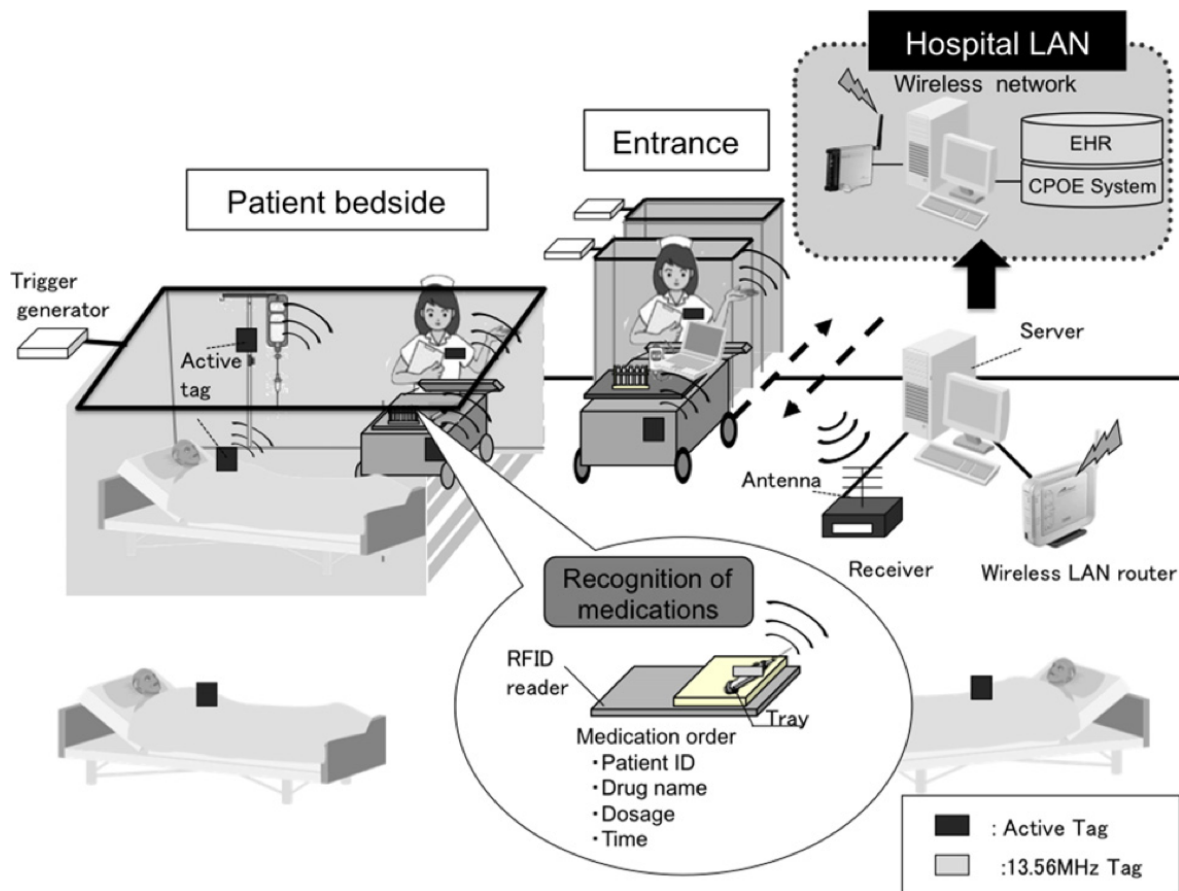 Hospital LAN
Wireless network
EHR
CPOE System
Entrance
Patient bedside
Trigger
generator
Active
tag
Server
Antenna
Receiver
Wireless LAN router
Recognition of
medications
RFID
reader
Tray
Medication order
・Patient ID
・Drug name
・Dosage
・Time
: Active Tag
:13.56MHz Tag